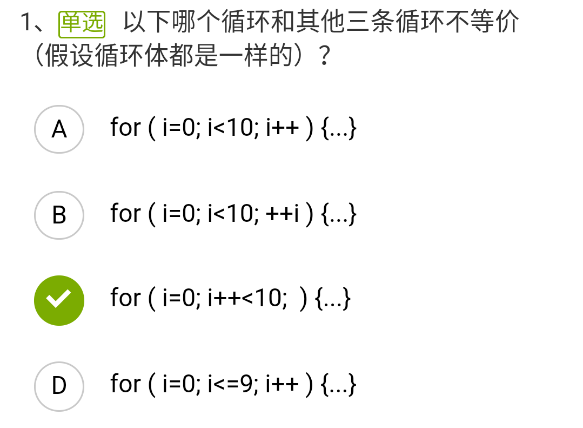 1、单选 以下哪个循环和其他三条循环不等价
（假设循环体都是一样的）？
A for ( i=0; i<10; i++ ) {...}
B for ( i=0; i<10; ++i ) {...}
for ( i=0; i++<10; ) {...}
D for ( i=0; i<=9; i++ ) {...}